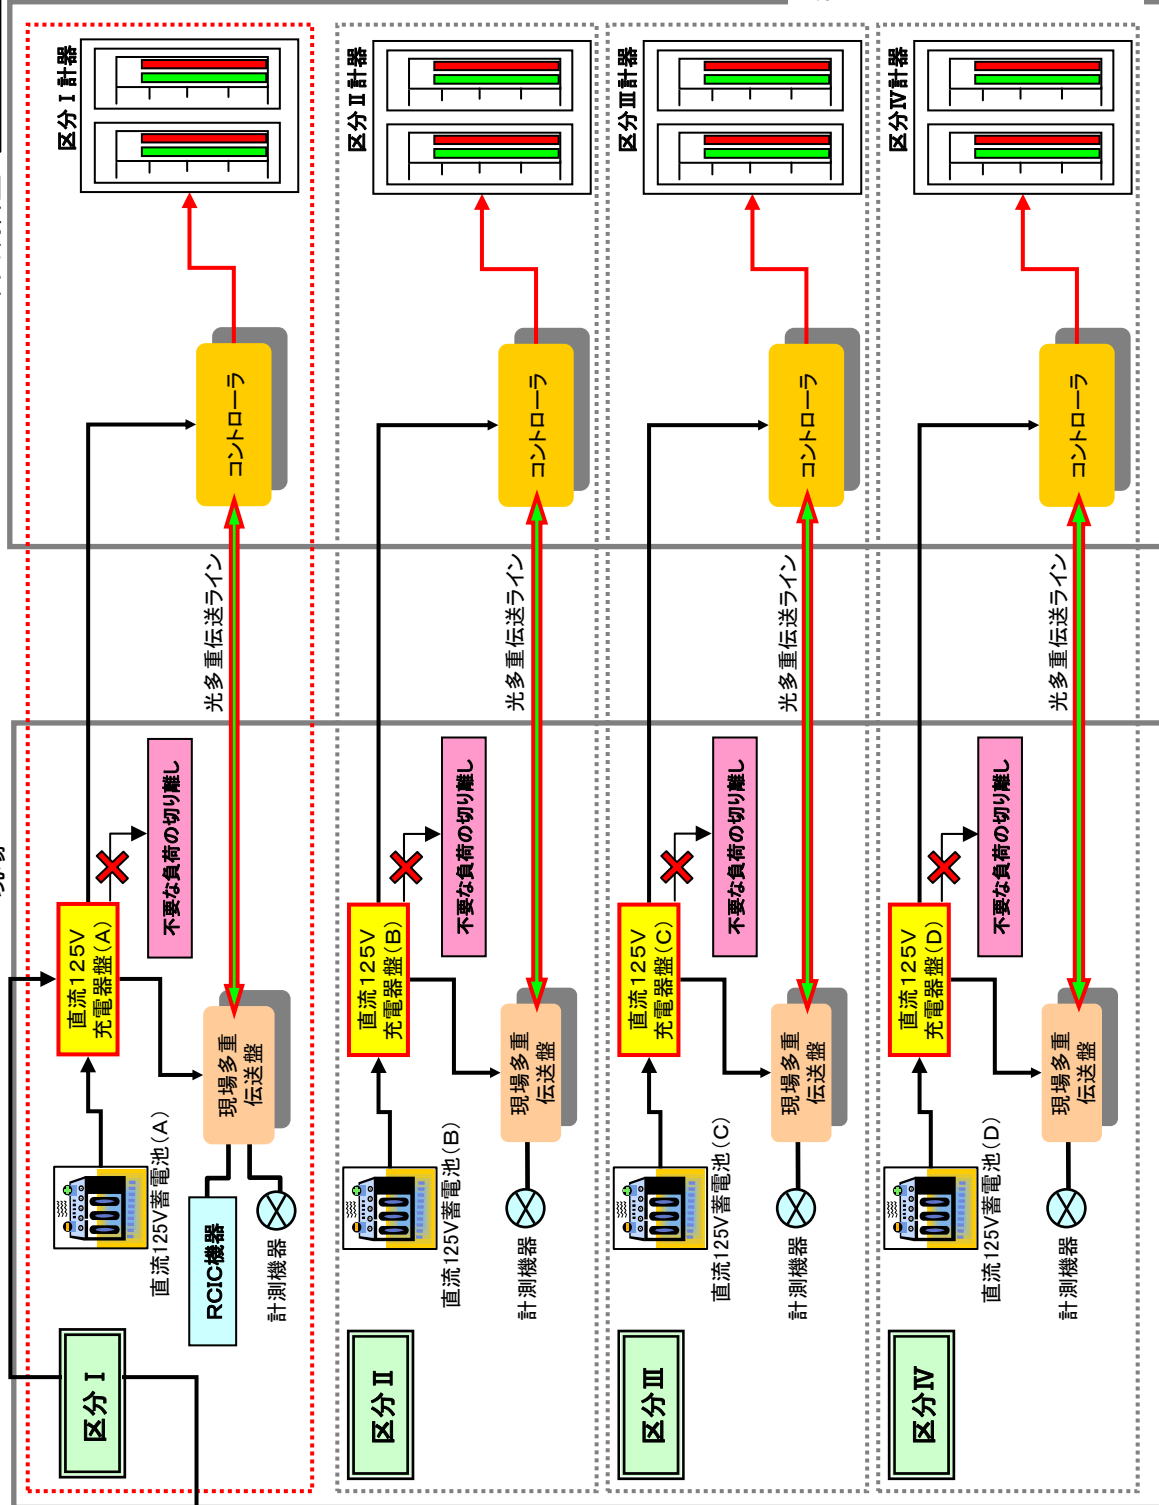 区分Ⅰ計器
コントローラ
光多重伝送ライン
不要な負荷の切り離し
直流125V
充電器盤(A)
現場多重
伝送盤
直流125V蓄電池(A)
RCIC機器
計測機器
区分Ⅰ
区分Ⅱ計器
コントローラ
光多重伝送ライン
不要な負荷の切り離し
直流125V
充電器盤(B)
現場多重
伝送盤
直流125V蓄電池(B)
計測機器
区分Ⅱ
区分Ⅲ計器
コントローラ
光多重伝送ライン
不要な負荷の切り離し
直流125V
充電器盤(C)
現場多重
伝送盤
直流125V蓄電池(C)
計測機器
区分Ⅲ
区分Ⅳ計器
コントローラ
光多重伝送ライン
不要な負荷の切り離し
直流125V
充電器盤(D)
現場多重
伝送盤
直流125V蓄電池(D)
計測機器
区分Ⅳ